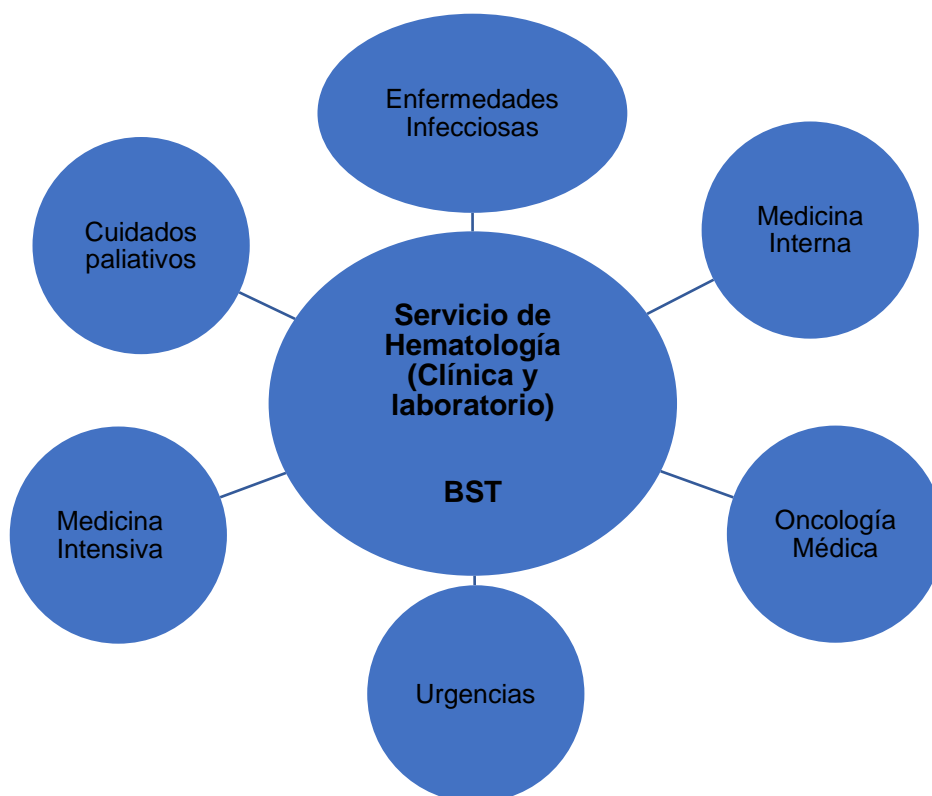 Enfermedades
Infecciosas
Cuidados
paliativos
Medicina
Interna
Servicio de
Hematología
(Clínica y
laboratorio)
BST
Medicina
Intensiva
Oncología
Médica
Urgencias